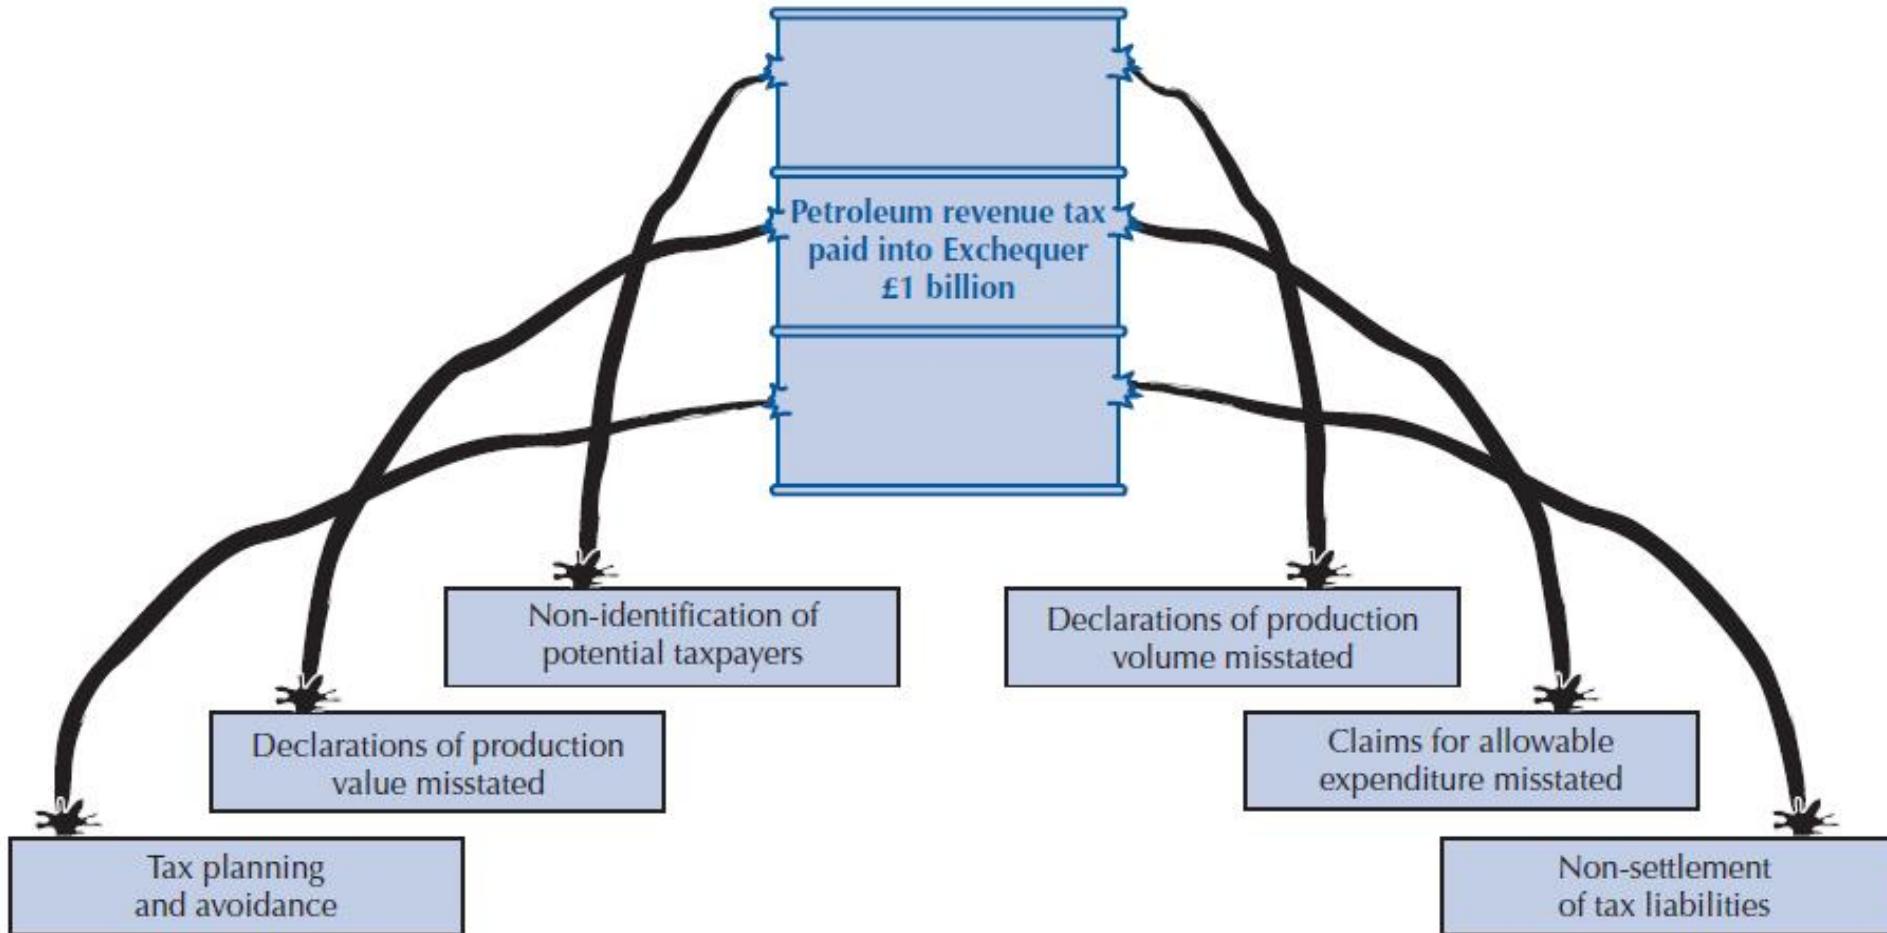 Petroleum revenue tax
paid into Exchequer
£1 billion
Non-identification of
potential taxpayers
Declarations of production
volume misstated
Declarations of production
value misstated
Claims for allowable
expenditure misstated
Tax planning
and avoidance
Non-settlement
of tax liabilities